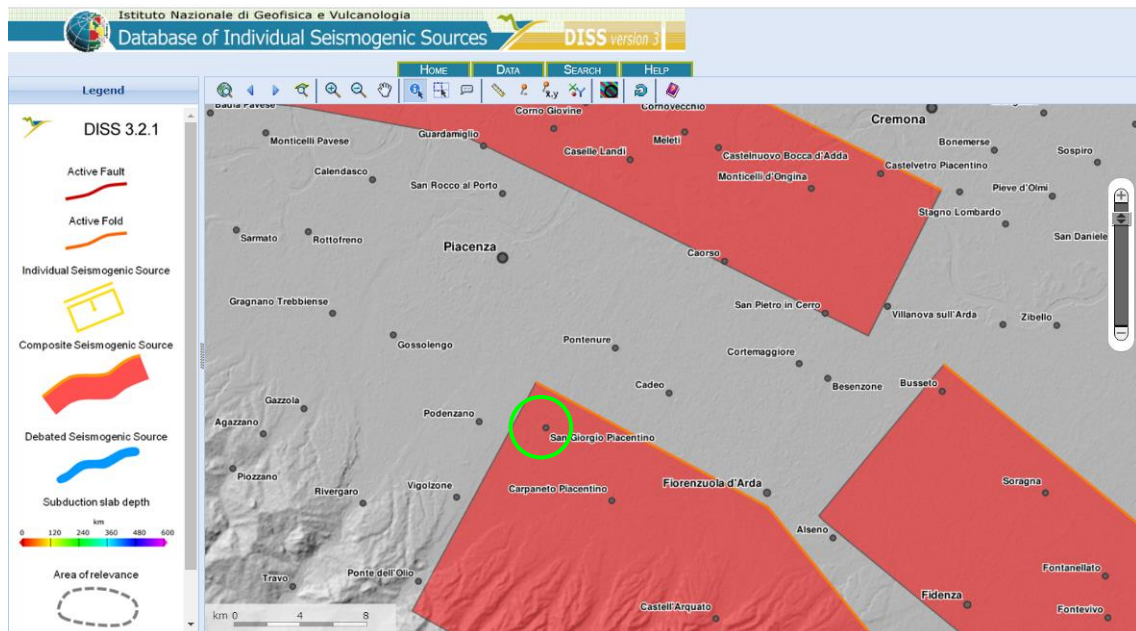 Istituto Nazionale di Geofisica e Vulcanologia
Database of Individual Seismogenic Sources
DISS version 3
HOME DATA SEARCH HELP
Legend
DISS 3.2.1
Active Fault
Active Fold
Individual Seismogenic Source
Composite Seismogenic Source
Debated Seismogenic Source
Subduction slab depth
km
0 120 240 360 480 600
Area of relevance
x,y
Badia Pavese
Corno Giovine
Cornovecchio
Cremona
Monticelli Pavese
Guardamiglio
Meleti
Bonemerse
Caselle Landi
Castelnuovo Bocca d'Adda
Sospiro
Calendasco
Castelvetro Piacentino
San Rocco al Porto
Monticelli d'Ongina
Pieve d'Olmi
Stagno Lombardo
Sarmato
Rottofreno
San Daniele
Piacenza
Caorso
Gragnano Trebbiense
San Pietro in Cerro
Villanova sull'Arda
Zibello
Gossolengo
Pontenure
Cortemaggiore
Cadeo
Besenzone
Busseto
Gazzola
Podenzano
Agazzano
San Giorgio Piacentino
Piozzano
Rivergaro
Vigolzone
Carpaneto Piacentino
Fiorenzuola d'Arda
Soragna
Alseno
Travo
Ponte dell'Olio
Fontanellato
Castell'Arquato
Fidenza
Fontevivo
km 0 4 8